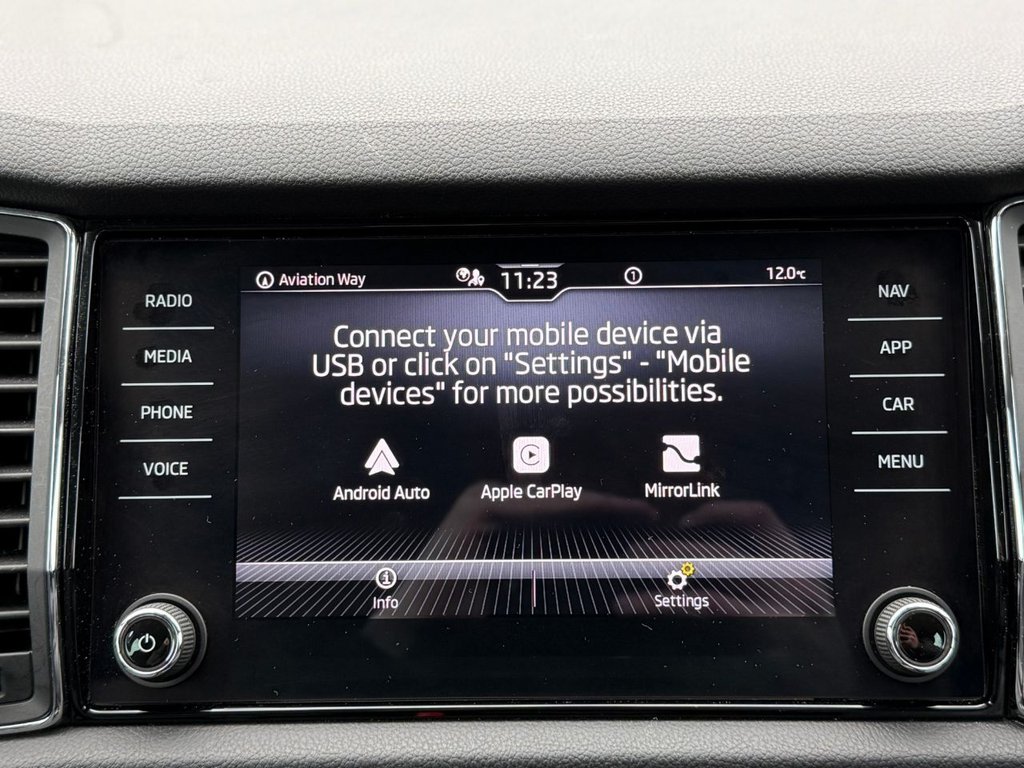 Aviation Way 11:23 1 12.0°C
RADIO
MEDIA
PHONE
VOICE
Connect your mobile device via
USB or click on "Settings" - "Mobile
devices" for more possibilities.
Android Auto Apple CarPlay MirrorLink
Info Settings
NAV
APP
CAR
MENU